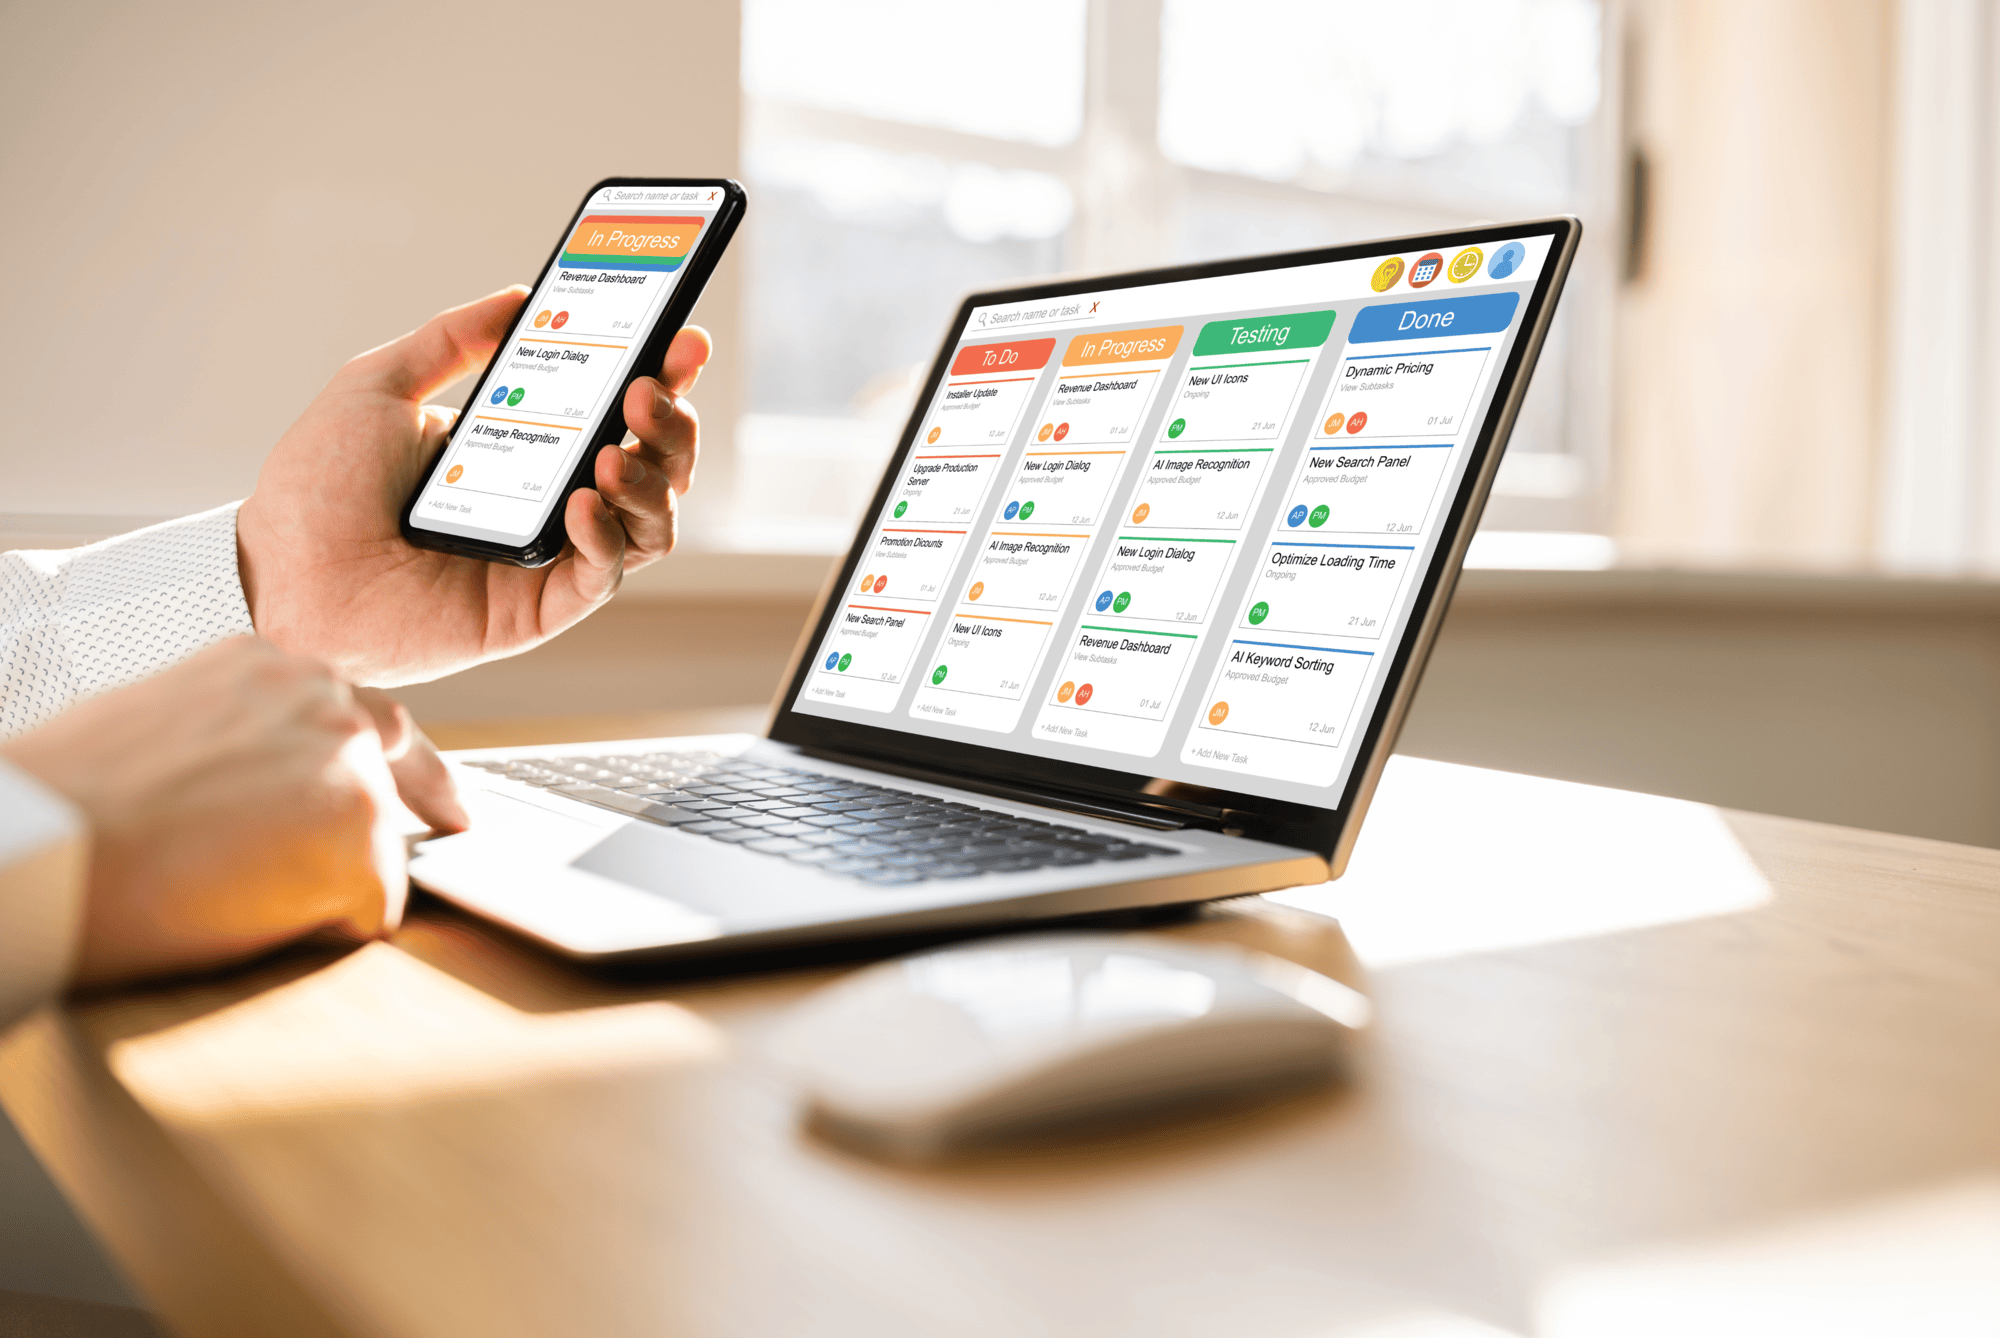 Search name or task X
In Progress
Revenue Dashboard
View Subtasks
JM AH
01 Jul
New Login Dialog
Approved Budget
AP PM
12 Jun
AI Image Recognition
Approved Budget
JM
12 Jun
+ Add New Task
Search name or task X
To Do
Installer Update
Approved Budget
JM
12 Jun
Upgrade Production
Server
Ongoing
PM
21 Jun
Promotion Dicounts
View Subtasks
JM AH
01 Jul
New Search Panel
Approved Budget
AP PM
12 Jun
+ Add New Task
In Progress
Revenue Dashboard
View Subtasks
JM AH
01 Jul
New Login Dialog
Approved Budget
AP PM
12 Jun
AI Image Recognition
Approved Budget
JM
12 Jun
New UI Icons
Ongoing
PM
21 Jun
+ Add New Task
Testing
New UI Icons
Ongoing
PM
21 Jun
AI Image Recognition
Approved Budget
JM
12 Jun
New Login Dialog
Approved Budget
AP PM
12 Jun
Revenue Dashboard
View Subtasks
JM AH
01 Jul
+ Add New Task
Done
Dynamic Pricing
View Subtasks
JM AH
01 Jul
New Search Panel
Approved Budget
AP PM
12 Jun
Optimize Loading Time
Ongoing
PM
21 Jun
AI Keyword Sorting
Approved Budget
JM
12 Jun
+ Add New Task